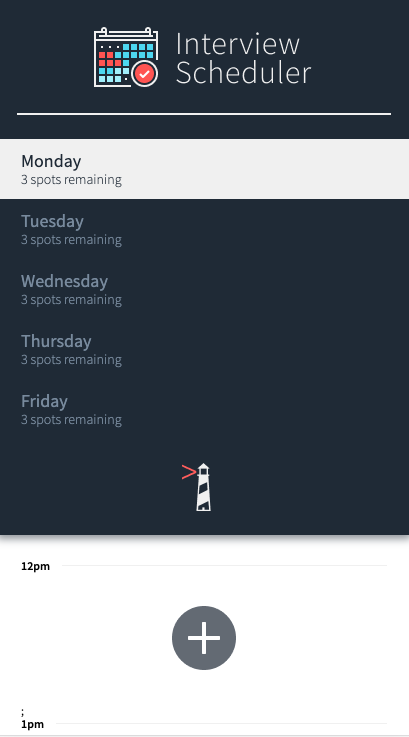 Interview
Scheduler
Monday
3 spots remaining
Tuesday
3 spots remaining
Wednesday
3 spots remaining
Thursday
3 spots remaining
Friday
3 spots remaining
12pm
;
1pm